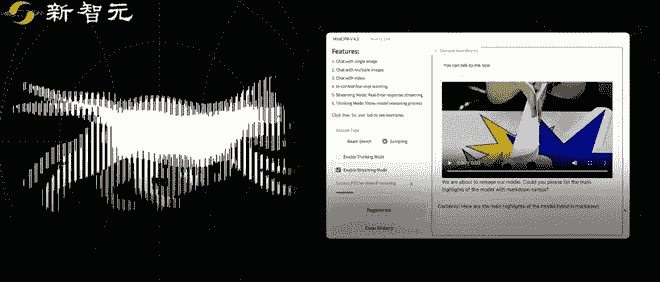 新智元
MiniCPM-V 4.5
Features:
1. Chat with single image
2. Chat with multiple images
3. Chat with video
4. In-context few-shot learning
5. Streaming Mode: Real-time response streaming
6. Thinking Mode: Show model reasoning process
Click How to use tab to see examples.
Decode Type
Beam Search
Sampling
Enable Thinking Mode
Enable Streaming Mode
Regenerate
Clear History
You can talk to me now
We are about to release our model. Could you please list the main
highlights of the model with markdown syntax?
Certainly! Here are the main highlights of the model listed in markdown